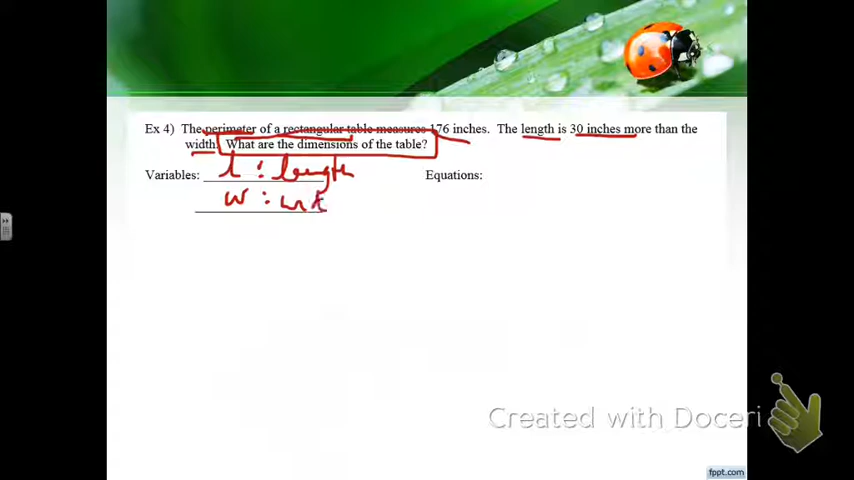 Ex 4) The perimeter of a rectangular table measures 176 inches. The length is 30 inches more than the
width. What are the dimensions of the table?
Variables: l : length Equations:
w :
Created with Doceri
fppt.com